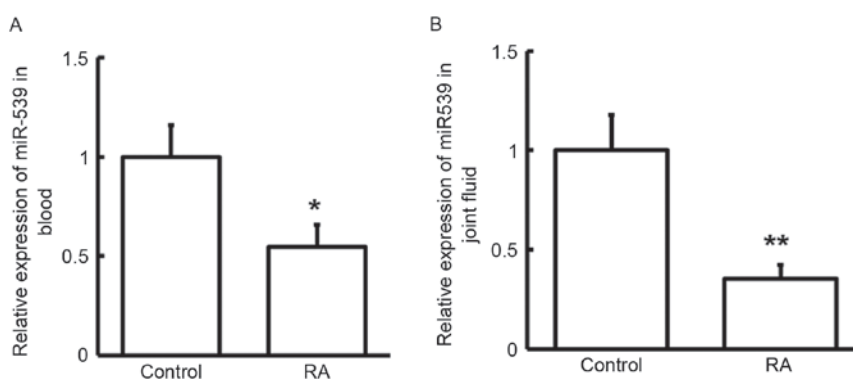 A
Relative expression of miR-539 in
blood
1.5
1
0.5
0
*
Control
RA
B
Relative expression of miR539 in
joint fluid
1.5
1
0.5
0
**
Control
RA